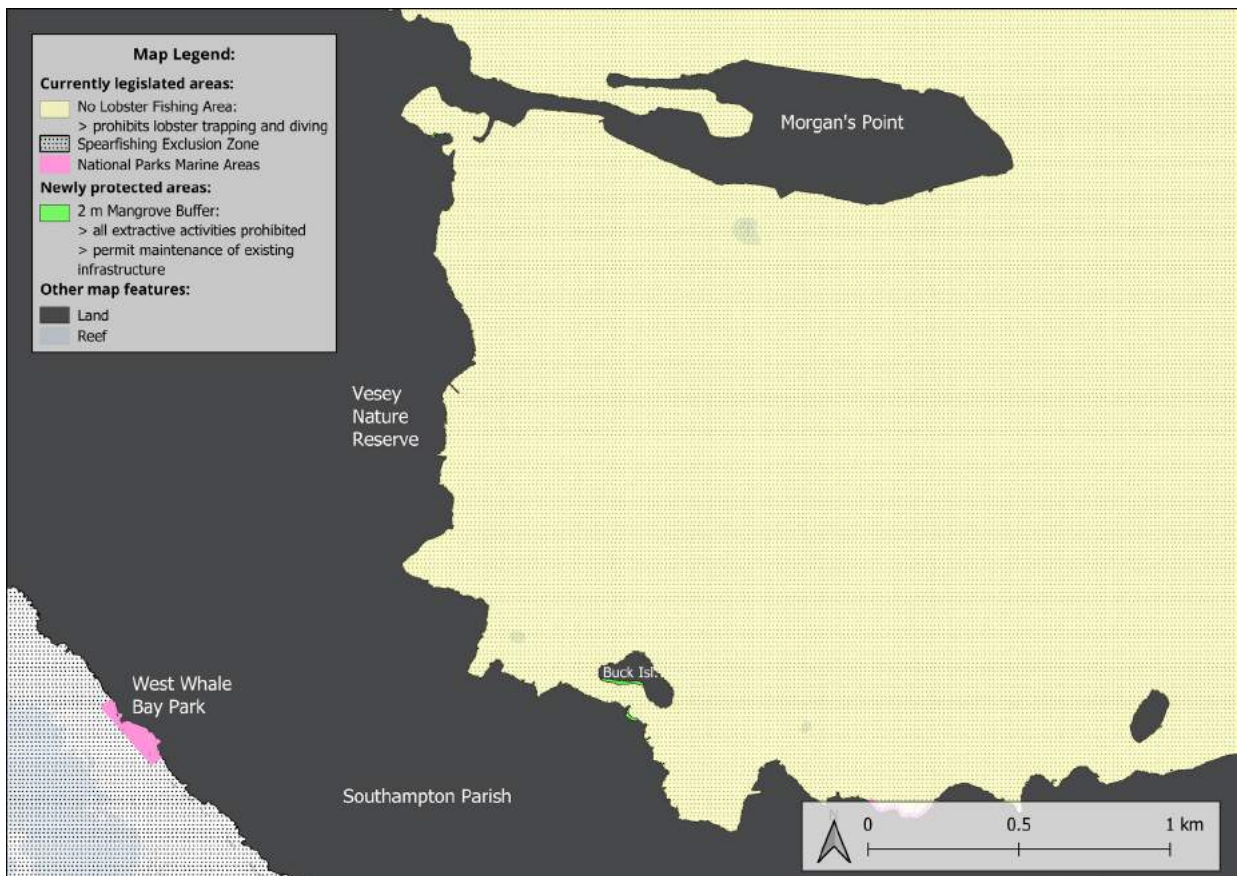 Map Legend:
Currently legislated areas:
No Lobster Fishing Area:
> prohibits lobster trapping and diving
Spearfishing Exclusion Zone
National Parks Marine Areas
Newly protected areas:
2 m Mangrove Buffer:
> all extractive activities prohibited
> permit maintenance of existing
infrastructure
Other map features:
Land
Reef
Morgan's Point
Vesey
Nature
Reserve
Buck Isl.
West Whale
Bay Park
Southampton Parish
N
0 0.5 1 km